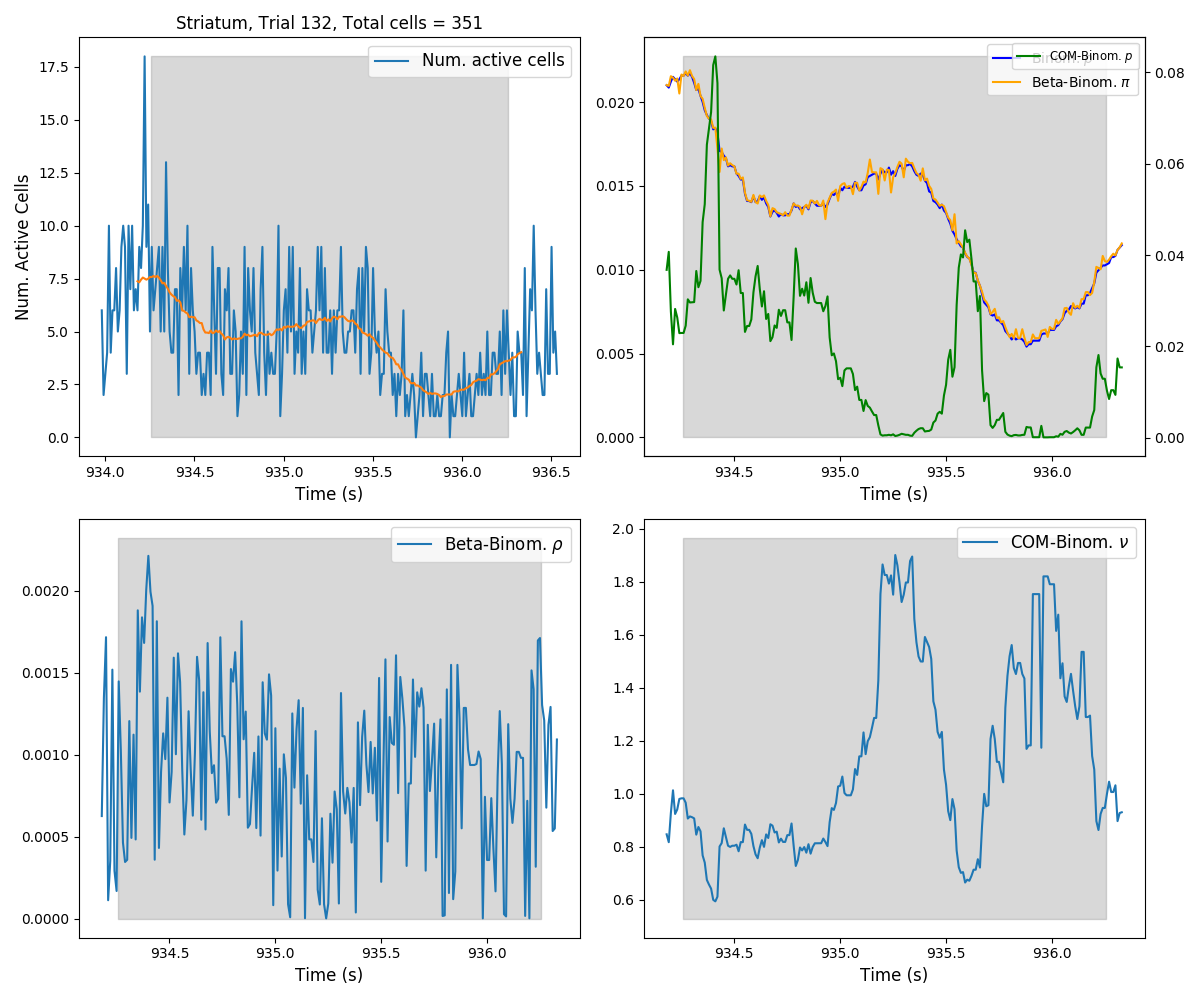 Striatum, Trial 132, Total cells = 351
Num. active cells
Num. Active Cells
17.5
15.0
12.5
10.0
7.5
5.0
2.5
0.0
934.0 934.5 935.0 935.5 936.0 936.5
Time (s)
COM-Binom. p
Beta-Binom. π
0.020
0.015
0.010
0.005
0.000
0.08
0.06
0.04
0.02
0.00
934.5 935.0 935.5 936.0
Time (s)
Beta-Binom. ρ
0.0020
0.0015
0.0010
0.0005
0.0000
934.5 935.0 935.5 936.0
Time (s)
COM-Binom. ν
2.0
1.8
1.6
1.4
1.2
1.0
0.8
0.6
934.5 935.0 935.5 936.0
Time (s)